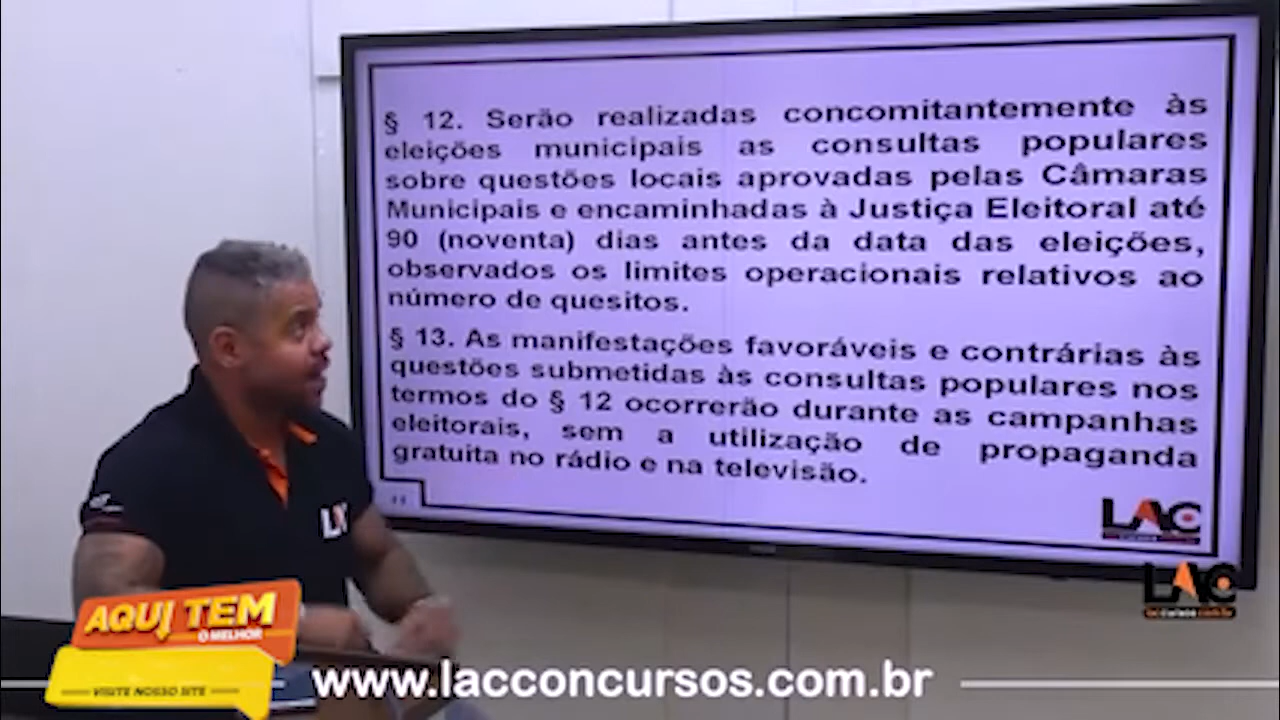 § 12. Serão realizadas concomitantemente às
eleições municipais as consultas populares
sobre questões locais aprovadas pelas Câmaras
Municipais e encaminhadas à Justiça Eleitoral até
90 (noventa) dias antes da data das eleições,
observados os limites operacionais relativos ao
número de quesitos.
§ 13. As manifestações favoráveis e contrárias às
questões submetidas às consultas populares nos
termos do § 12 ocorrerão durante as campanhas
eleitorais, sem a utilização de propaganda
gratuita no rádio e na televisão.
LAC
LAC
LAC
laccursos.com.br
AQUI TEM
O MELHOR
VISITE NOSSO SITE
www.lacconcursos.com.br